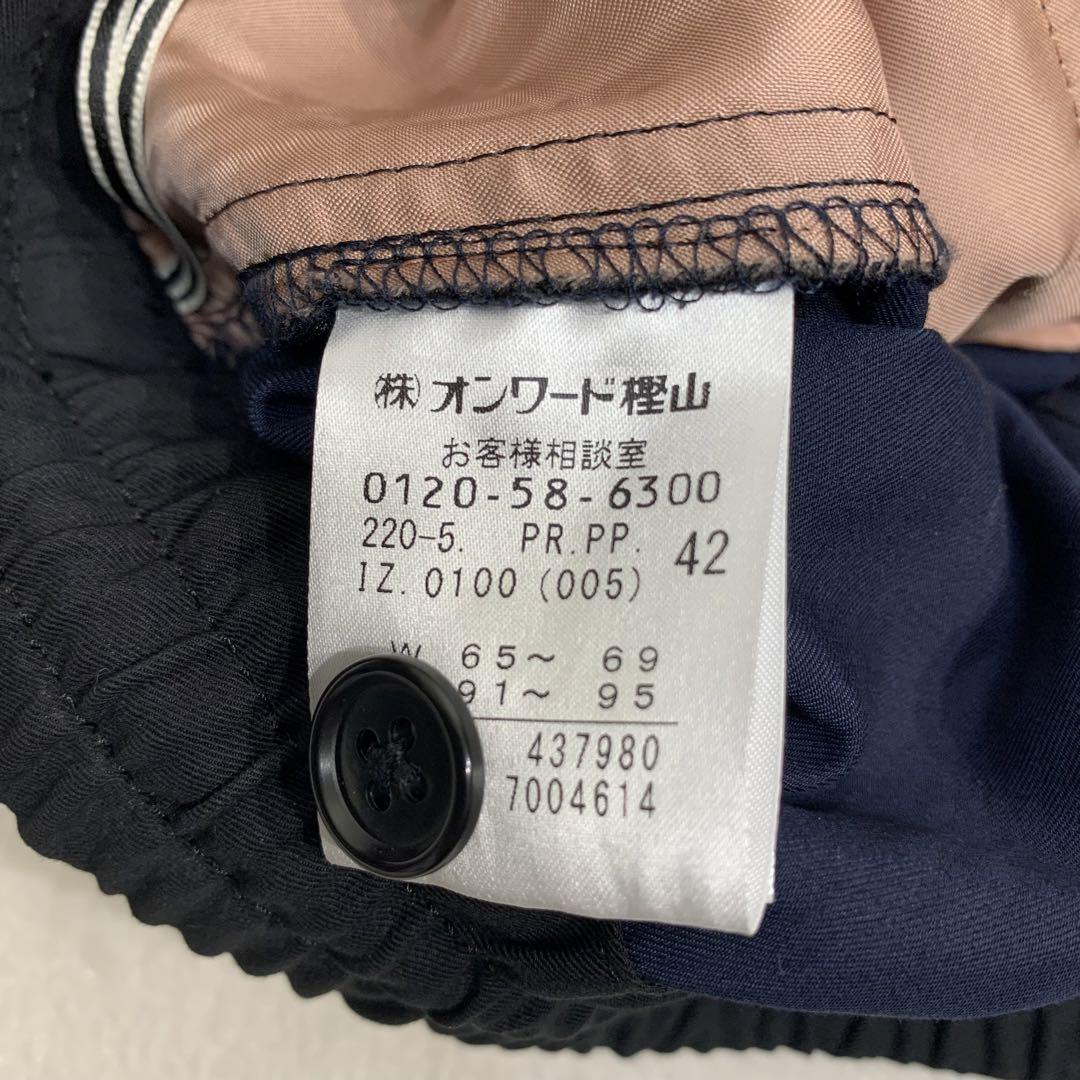 (株)オンワード樫山
お客様相談室
0120-58-6300
220-5. PR.PP. 42
IZ.0100 (005)
W 65～ 69
91～ 95
437980
7004614